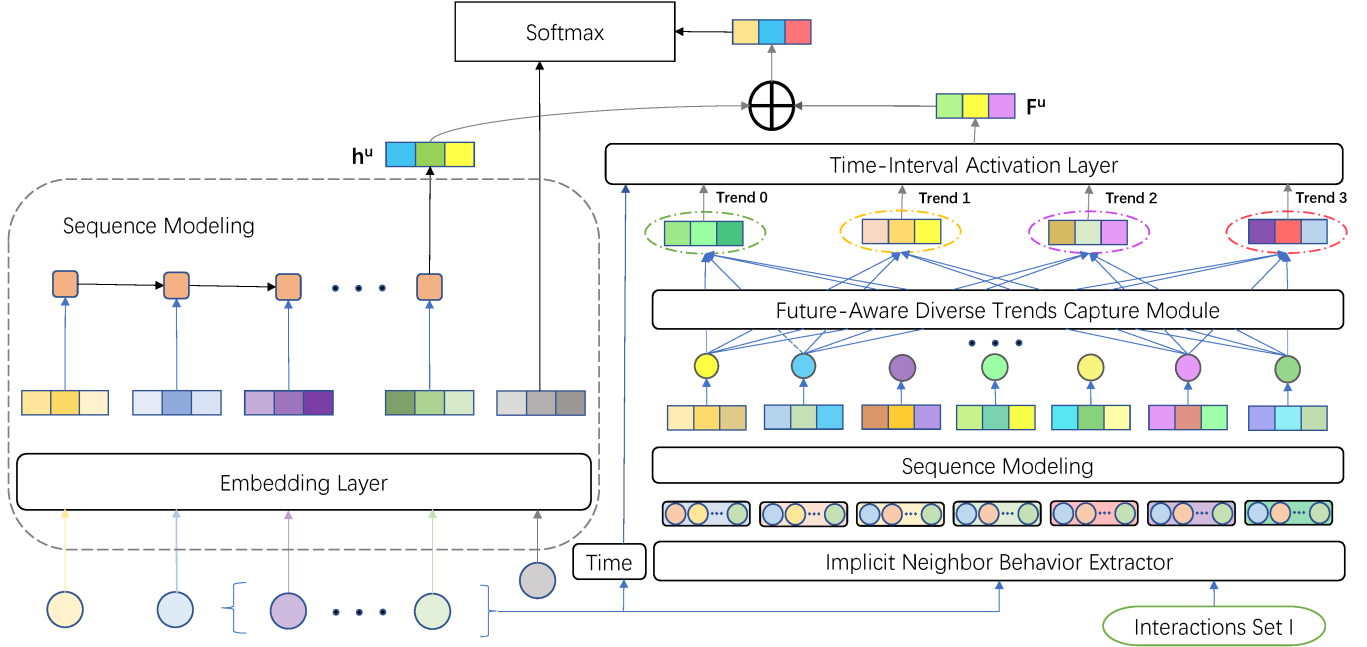 Softmax
F^u
h^u
Time-Interval Activation Layer
Trend 0
Trend 1
Trend 2
Trend 3
Sequence Modeling
Future-Aware Diverse Trends Capture Module
Sequence Modeling
Embedding Layer
Time
Implicit Neighbor Behavior Extractor
Interactions Set I